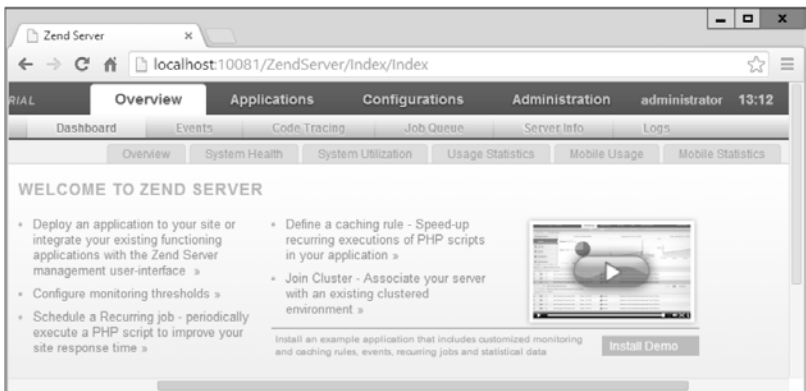 Zend Server
localhost:10081/ZendServer/Index/Index
RIAL Overview Applications Configurations Administration administrator 13:12
Dashboard Events Code Tracing Job Queue Server Info Logs
Overview System Health System Utilization Usage Statistics Mobile Usage Mobile Statistics
WELCOME TO ZEND SERVER
• Deploy an application to your site or
integrate your existing functioning
applications with the Zend Server
management user-interface »
• Configure monitoring thresholds »
• Schedule a Recurring job - periodically
execute a PHP script to improve your
site response time »
• Define a caching rule - Speed-up
recurring executions of PHP scripts
in your application »
• Join Cluster - Associate your server
with an existing clustered
environment »
Install an example application that includes customized monitoring
and caching rules, events, recurring jobs and statistical data
Install Demo